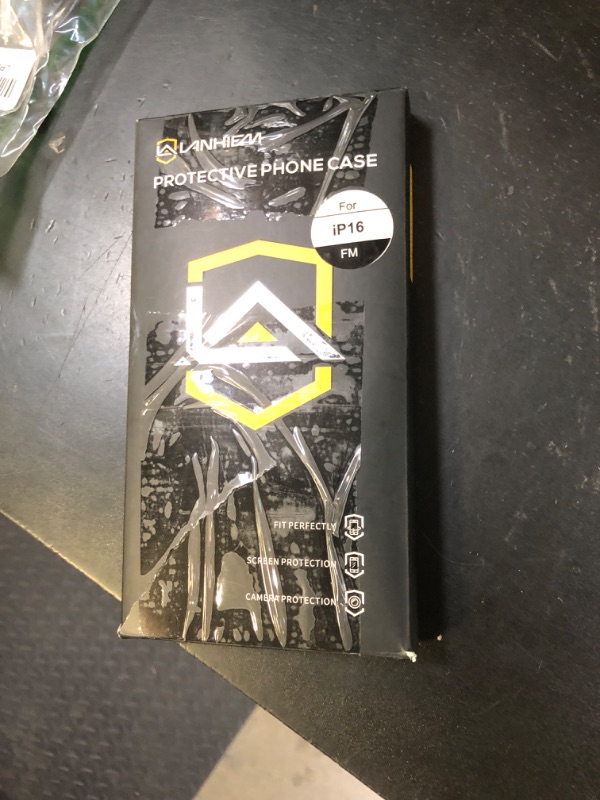 LANHIEM
PROTECTIVE PHONE CASE
For
iP16
FM
FIT PERFECTLY
SCREEN PROTECTION
CAMERA PROTECTION